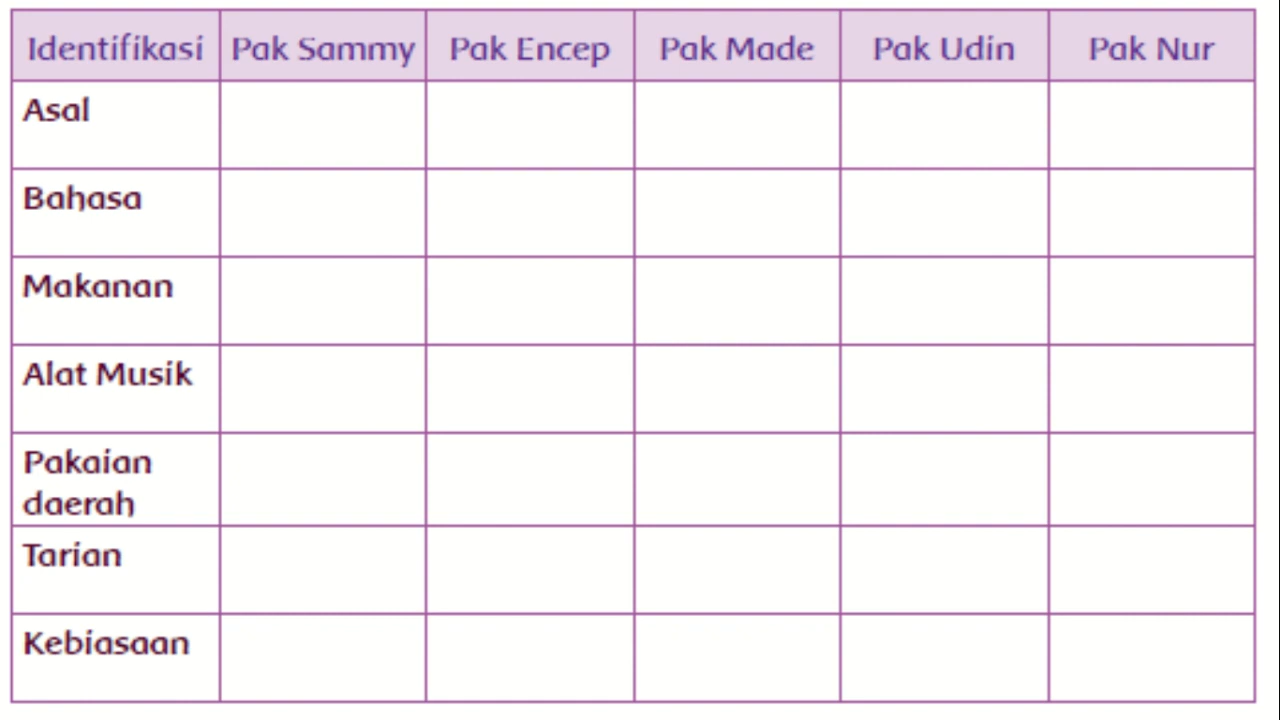 Identifikasi Pak Sammy Pak Encep Pak Made Pak Udin Pak Nur
Asal
Bahasa
Makanan
Alat Musik
Pakaian
daerah
Tarian
Kebiasaan